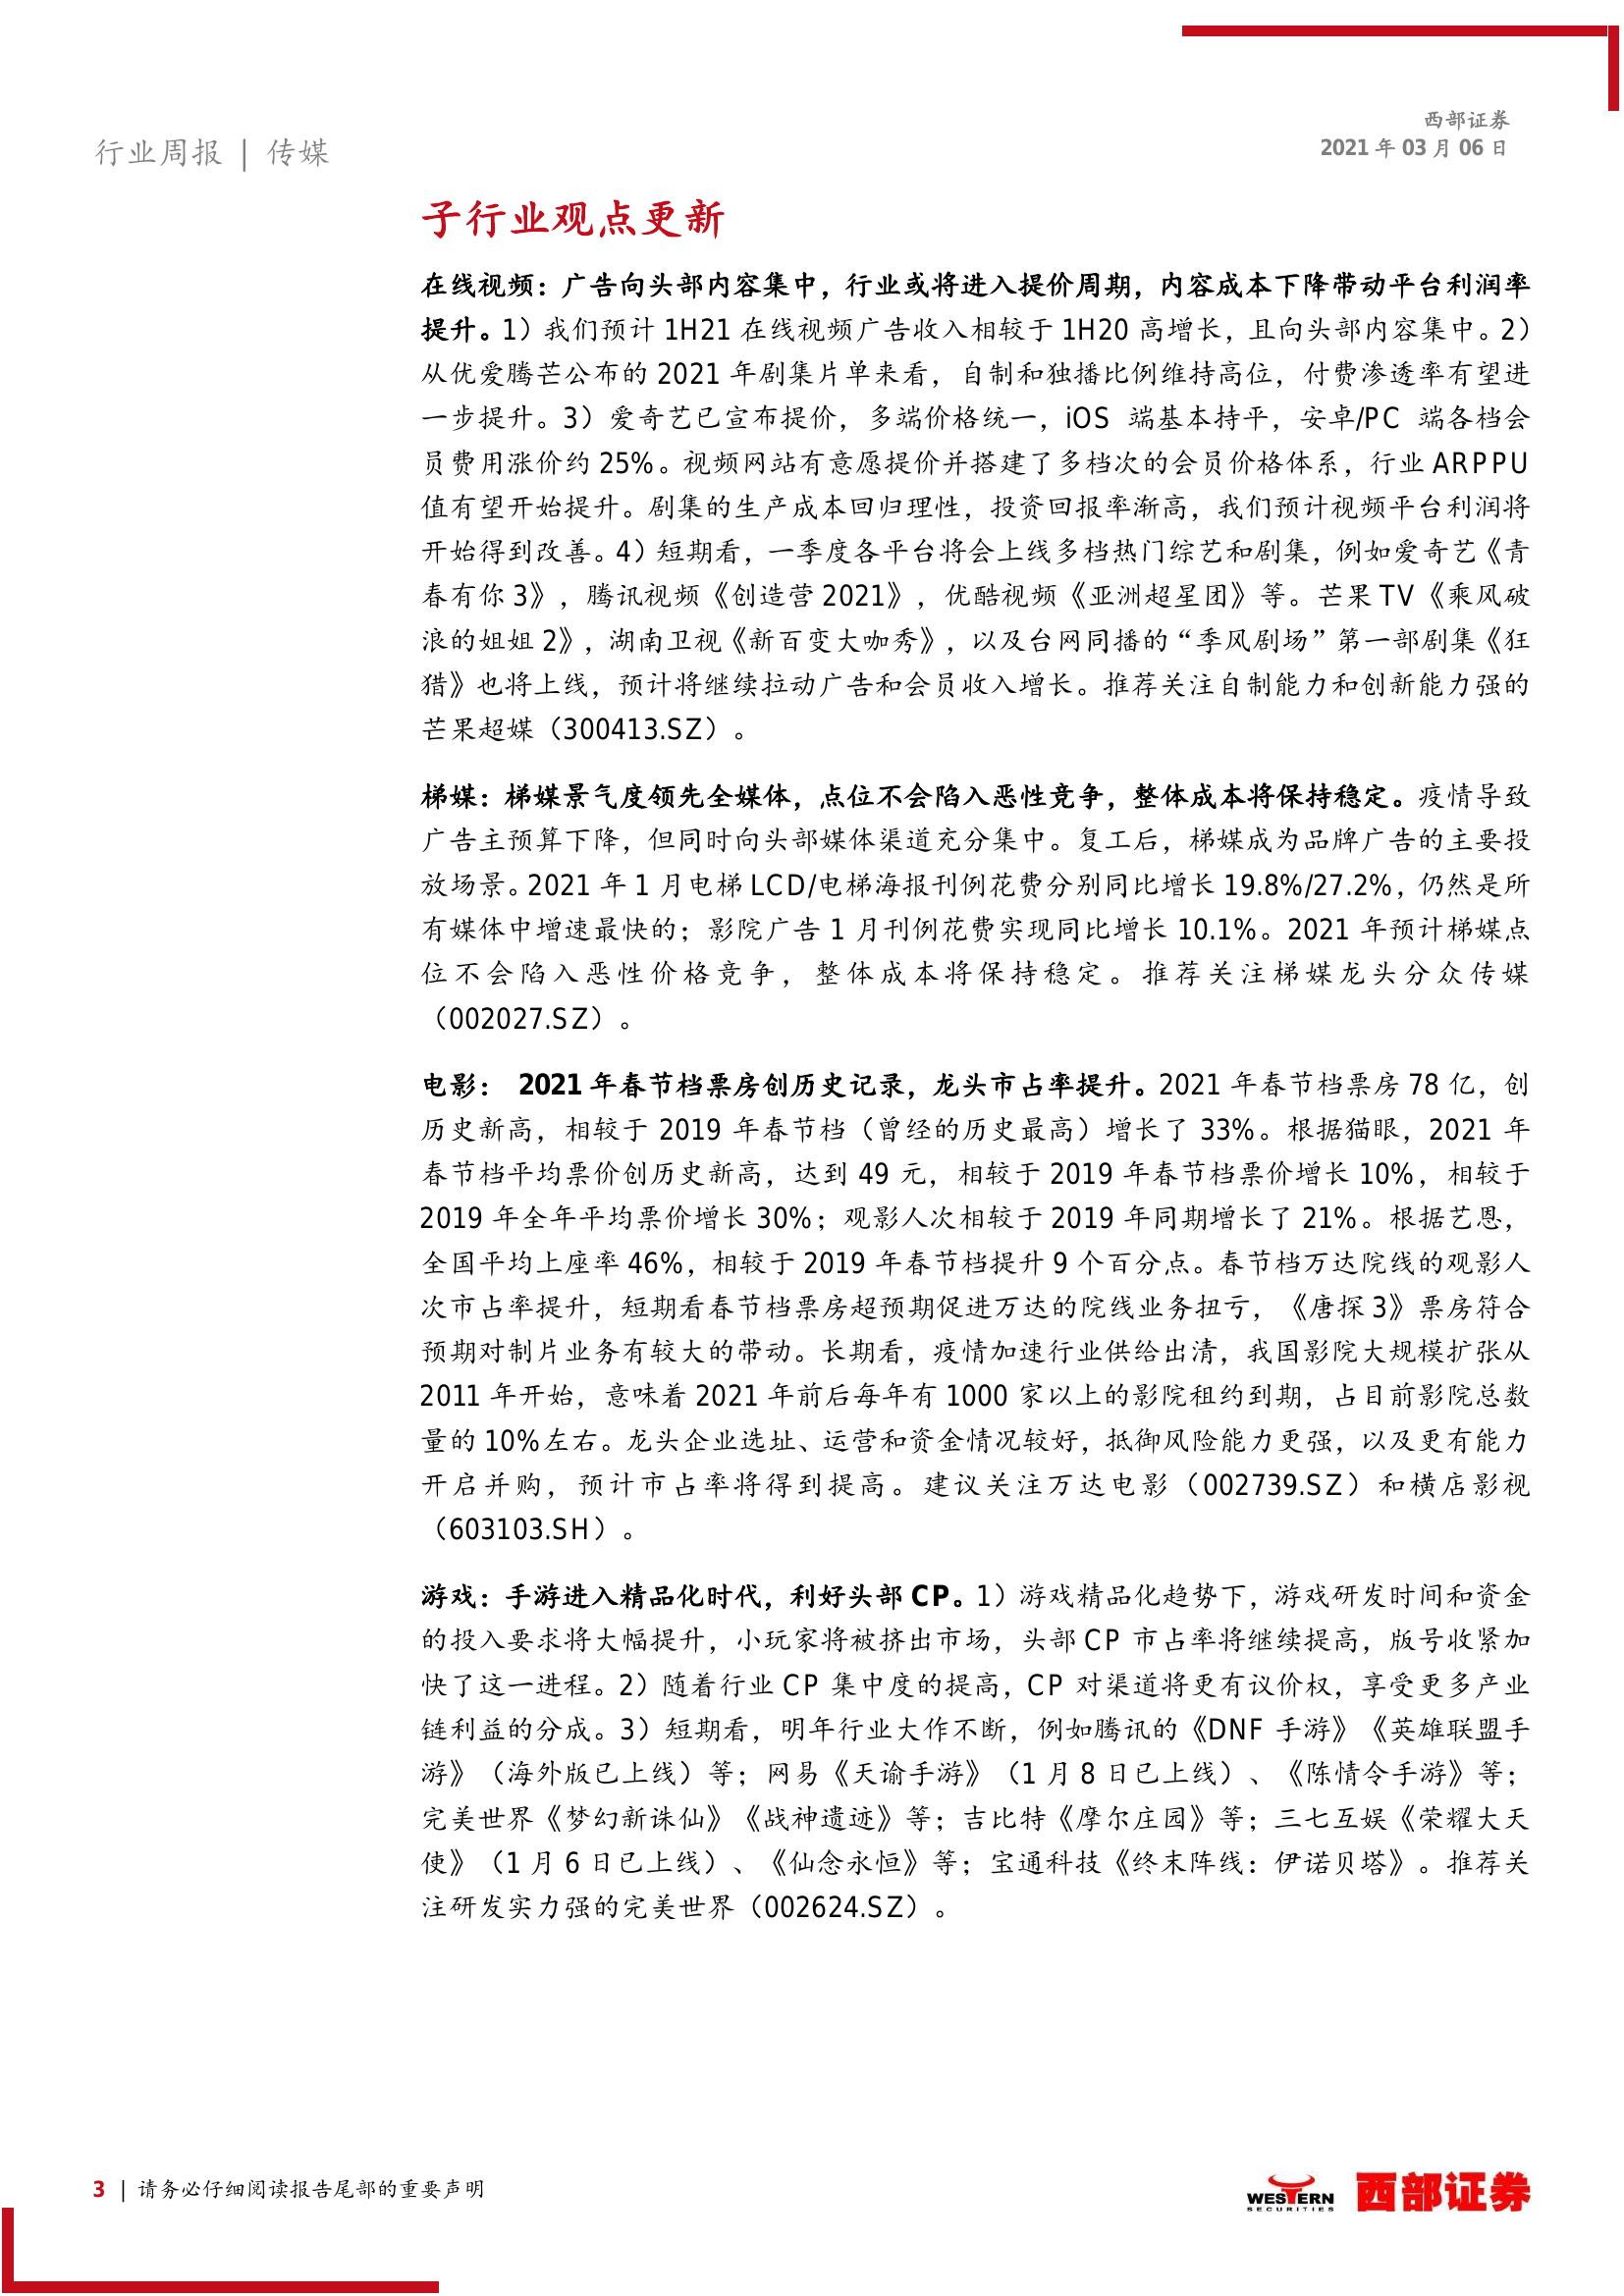 西部证券
行业周报 | 传媒
2021 年 03 月 06 日
子行业观点更新
在线视频：广告向头部内容集中，行业或将进入提价周期，内容成本下降带动平台利润率
提升。1）我们预计 1H21 在线视频广告收入相较于 1H20 高增长，且向头部内容集中。2）
从优爱腾芒公布的 2021 年剧集片单来看，自制和独播比例维持高位，付费渗透率有望进
一步提升。3）爱奇艺已宣布提价，多端价格统一，iOS 端基本持平，安卓/PC 端各档会
员费用涨价约 25%。视频网站有意愿提价并搭建了多档次的会员价格体系，行业 ARPPU
值有望开始提升。剧集的生产成本回归理性，投资回报率渐高，我们预计视频平台利润将
开始得到改善。4）短期看，一季度各平台将会上线多档热门综艺和剧集，例如爱奇艺《青
春有你 3》，腾讯视频《创造营 2021》，优酷视频《亚洲超星团》等。芒果 TV《乘风破
浪的姐姐 2》，湖南卫视《新百变大咖秀》，以及台网同播的“季风剧场”第一部剧集《狂
猎》也将上线，预计将继续拉动广告和会员收入增长。推荐关注自制能力和创新能力强的
芒果超媒（300413.SZ）。
梯媒：梯媒景气度领先全媒体，点位不会陷入恶性竞争，整体成本将保持稳定。疫情导致
广告主预算下降，但同时向头部媒体渠道充分集中。复工后，梯媒成为品牌广告的主要投
放场景。2021 年 1 月电梯 LCD/电梯海报刊例花费分别同比增长 19.8%/27.2%，仍然是所
有媒体中增速最快的；影院广告 1 月刊例花费实现同比增长 10.1%。2021 年预计梯媒点
位不会陷入恶性价格竞争，整体成本将保持稳定。推荐关注梯媒龙头分众传媒
（002027.SZ）。
电影： 2021 年春节档票房创历史记录，龙头市占率提升。2021 年春节档票房 78 亿，创
历史新高，相较于 2019 年春节档（曾经的历史最高）增长了 33%。根据猫眼，2021 年
春节档平均票价创历史新高，达到 49 元，相较于 2019 年春节档票价增长 10%，相较于
2019 年全年平均票价增长 30%；观影人次相较于 2019 年同期增长了 21%。根据艺恩，
全国平均上座率 46%，相较于 2019 年春节档提升 9 个百分点。春节档万达院线的观影人
次市占率提升，短期看春节档票房超预期促进万达的院线业务扭亏，《唐探 3》票房符合
预期对制片业务有较大的带动。长期看，疫情加速行业供给出清，我国影院大规模扩张从
2011 年开始，意味着 2021 年前后每年有 1000 家以上的影院租约到期，占目前影院总数
量的 10%左右。龙头企业选址、运营和资金情况较好，抵御风险能力更强，以及更有能力
开启并购，预计市占率将得到提高。建议关注万达电影（002739.SZ）和横店影视
（603103.SH）。
游戏：手游进入精品化时代，利好头部 CP。1）游戏精品化趋势下，游戏研发时间和资金
的投入要求将大幅提升，小玩家将被挤出市场，头部 CP 市占率将继续提高，版号收紧加
快了这一进程。2）随着行业 CP 集中度的提高，CP 对渠道将更有议价权，享受更多产业
链利益的分成。3）短期看，明年行业大作不断，例如腾讯的《DNF 手游》《英雄联盟手
游》（海外版已上线）等；网易《天谕手游》（1 月 8 日已上线）、《陈情令手游》等；
完美世界《梦幻新诛仙》《战神遗迹》等；吉比特《摩尔庄园》等；三七互娱《荣耀大天
使》（1 月 6 日已上线）、《仙念永恒》等；宝通科技《终末阵线：伊诺贝塔》。推荐关
注研发实力强的完美世界（002624.SZ）。
3 | 请务必仔细阅读报告尾部的重要声明
WESTERN
SECURITIES
西部证券